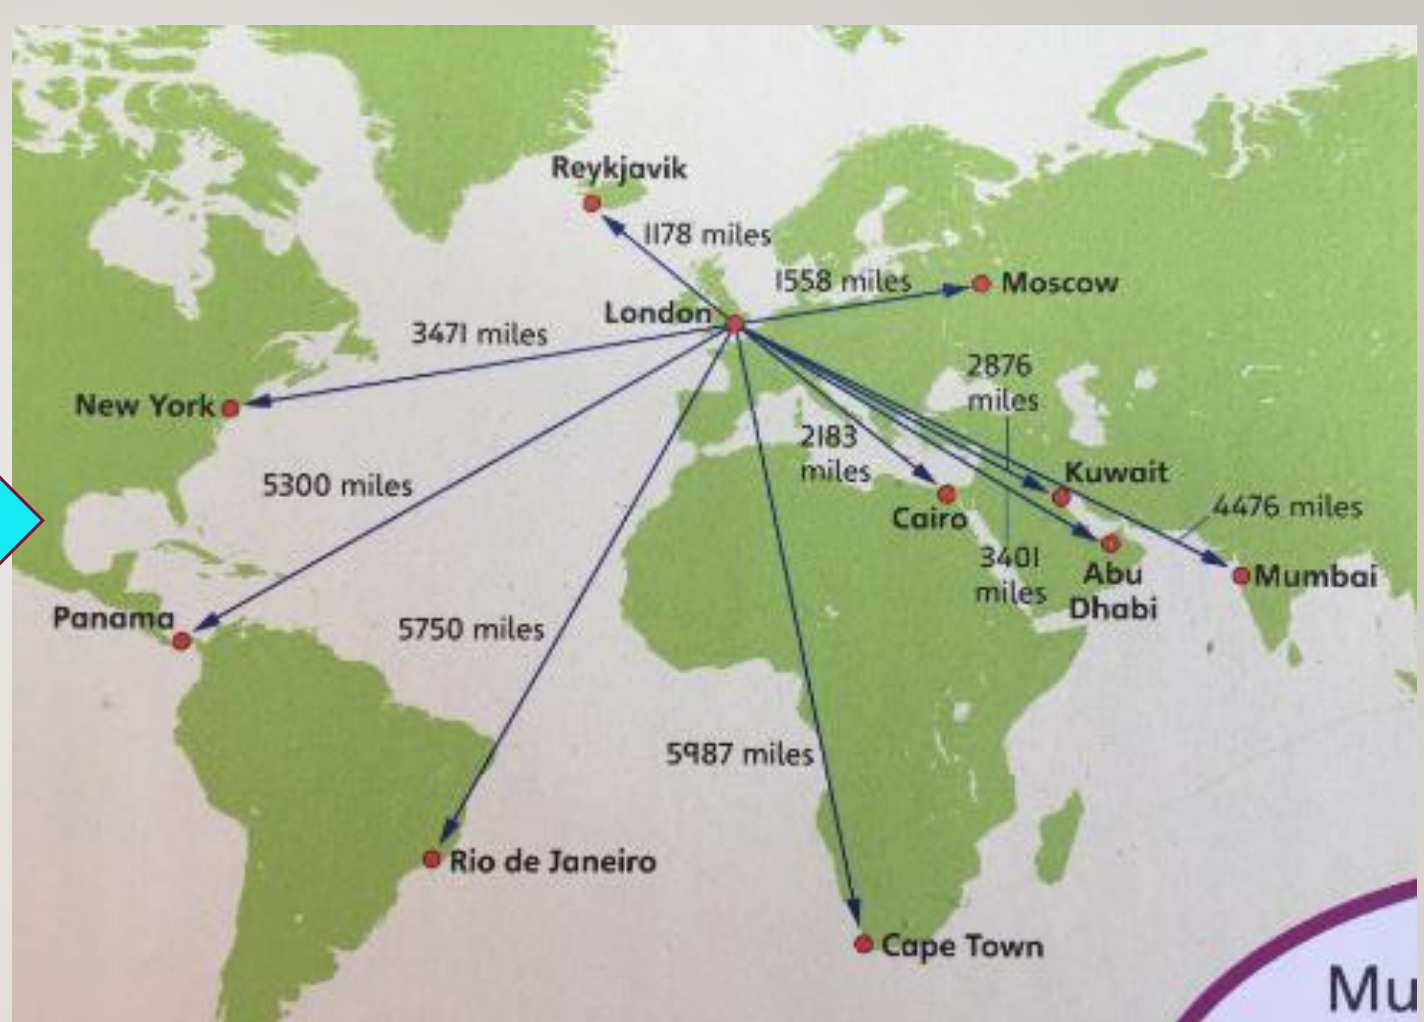 Reykjavik
1178 miles
1558 miles
Moscow
London
3471 miles
New York
2876
miles
2183
miles
Kuwait
5300 miles
Cairo
4476 miles
3401
miles
Abu
Dhabi
Mumbai
Panama
5750 miles
5987 miles
Rio de Janeiro
Cape Town
Mu